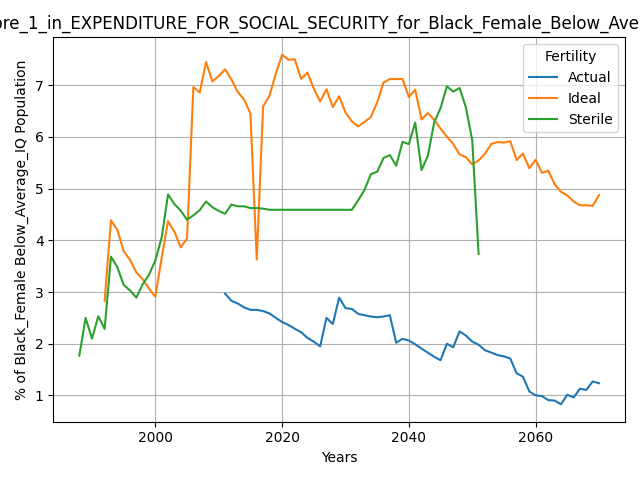 ore_1_in_EXPENDITURE_FOR_SOCIAL_SECURITY_for_Black_Female_Below_Ave
% of Black_Female Below_Average_IQ Population
7
6
5
4
3
2
1
Fertility
Actual
Ideal
Sterile
2000 2020 2040 2060
Years